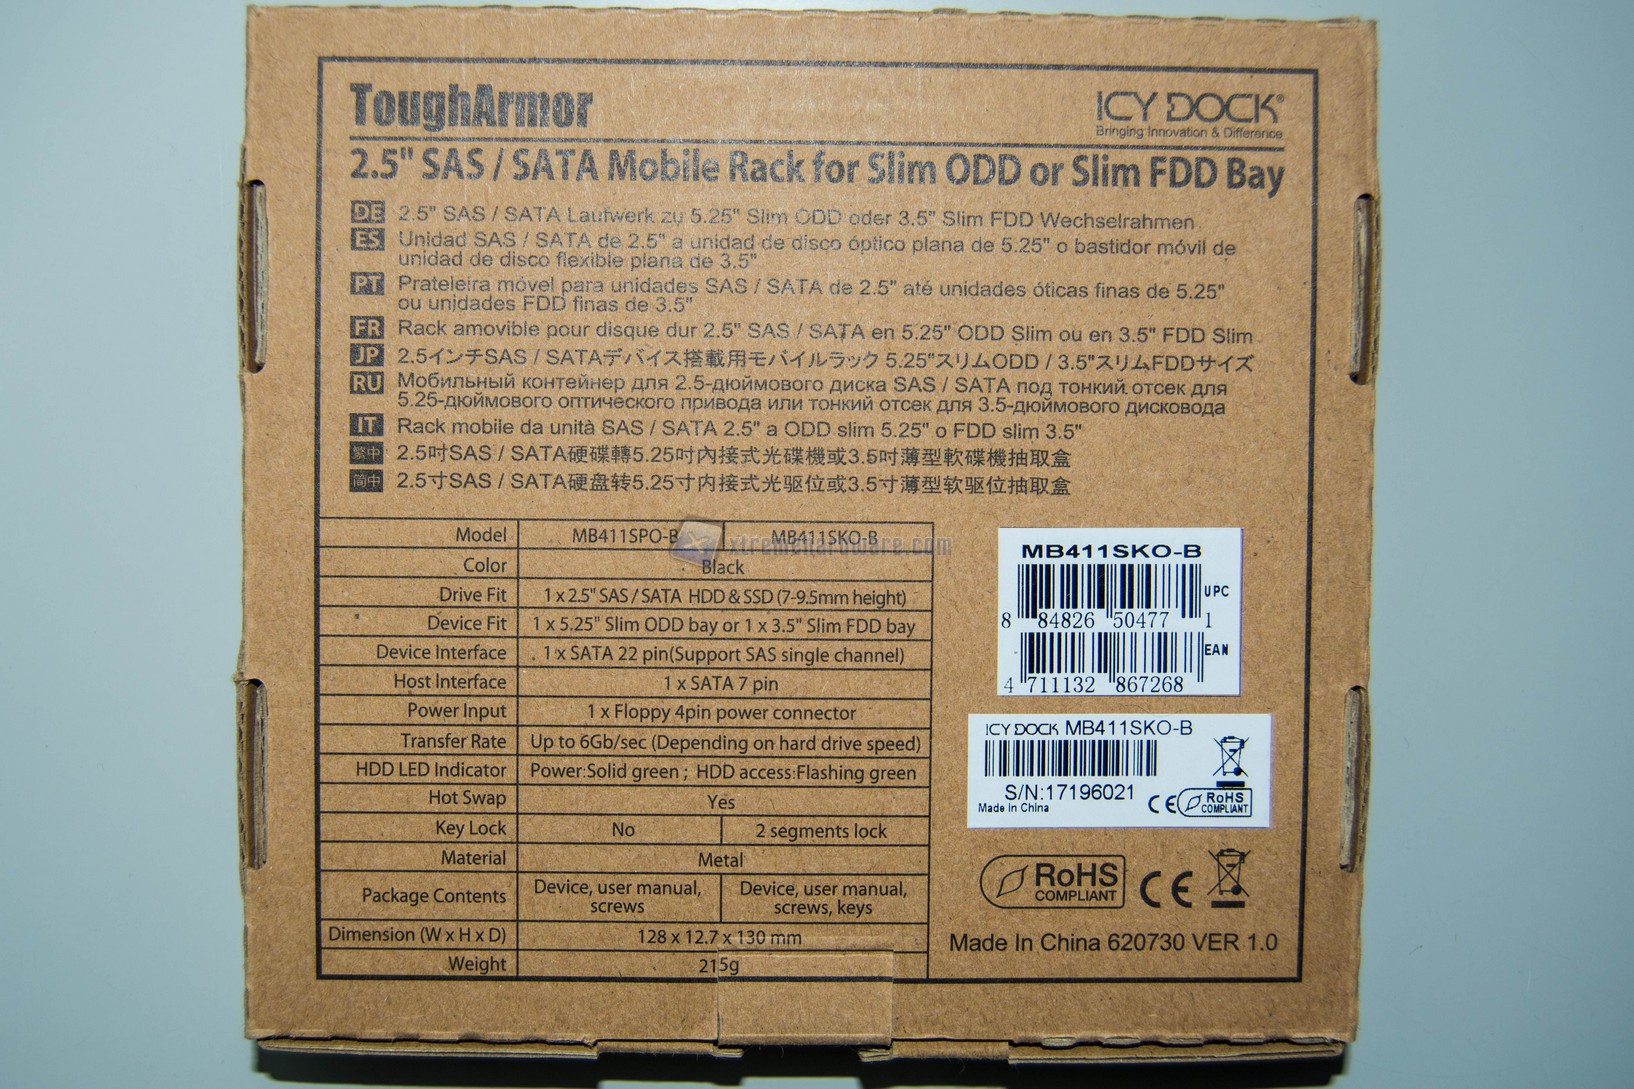 ToughArmor
ICY DOCK®
Bringing Innovation & Difference
2.5" SAS / SATA Mobile Rack for Slim ODD or Slim FDD Bay
DE 2.5" SAS / SATA Laufwerk zu 5.25" Slim ODD oder 3.5" Slim FDD Wechselrahmen
ES Unidad SAS / SATA de 2.5" a unidad de disco óptico plana de 5.25" o bastidor móvil de
unidad de disco flexible plana de 3.5"
PT Prateleira móvel para unidades SAS / SATA de 2.5" até unidades óticas finas de 5.25"
ou unidades FDD finas de 3.5"
FR Rack amovible pour disque dur 2.5" SAS / SATA en 5.25" ODD Slim ou en 3.5" FDD Slim
JP 2.5インチSAS / SATAデバイス搭載用モバイルラック 5.25"スリムODD / 3.5"スリムFDDサイズ
RU Мобильный контейнер для 2.5-дюймового диска SAS / SATA под тонкий отсек для
5.25-дюймового оптического привода или тонкий отсек для 3.5-дюймового дисковода
IT Rack mobile da unità SAS / SATA 2.5" a ODD slim 5.25" o FDD slim 3.5"
繁中 2.5吋SAS / SATA硬碟轉5.25吋內接式光碟機或3.5吋薄型軟碟機抽取盒
简中 2.5寸SAS / SATA硬盘转5.25寸内接式光驱位或3.5寸薄型软驱位抽取盒
Model MB411SPO-B MB411SKO-B
xtremehardware.com
Color Black
Drive Fit 1 x 2.5" SAS / SATA HDD & SSD (7-9.5mm height)
Device Fit 1 x 5.25" Slim ODD bay or 1 x 3.5" Slim FDD bay
Device Interface 1 x SATA 22 pin(Support SAS single channel)
Host Interface 1 x SATA 7 pin
Power Input 1 x Floppy 4pin power connector
Transfer Rate Up to 6Gb/sec (Depending on hard drive speed)
HDD LED Indicator Power:Solid green ; HDD access:Flashing green
Hot Swap Yes
Key Lock No 2 segments lock
Material Metal
Package Contents Device, user manual, screws Device, user manual, screws, keys
Dimension (W x H x D) 128 x 12.7 x 130 mm
Weight 215g
MB411SKO-B
UPC
8 84826 50477 1
EAN
4 711132 867268
ICY DOCK MB411SKO-B
S/N:17196021
Made In China
CE RoHS
COMPLIANT
RoHS
COMPLIANT
CE
Made In China 620730 VER 1.0